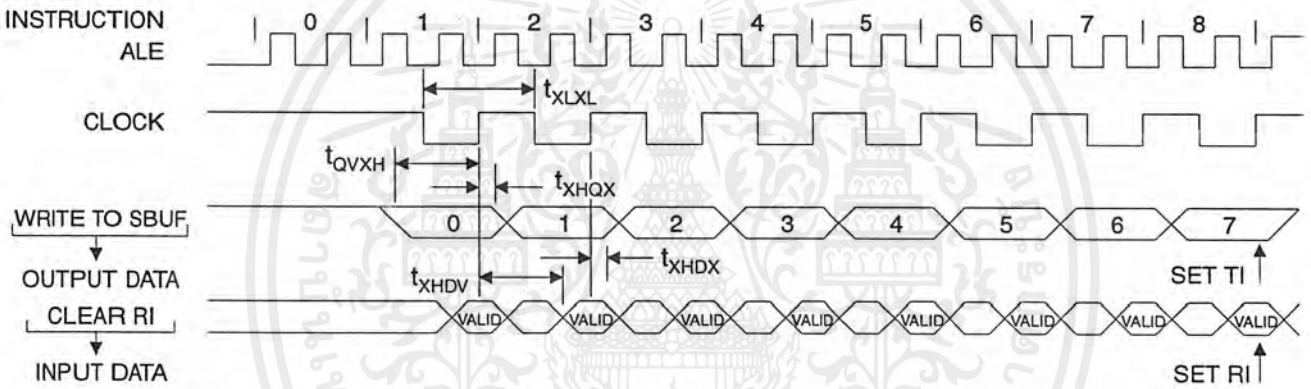 INSTRUCTION 0 1 2 3 4 5 6 7 8
ALE
tXLXL
CLOCK
tQVXH
tXHQX
WRITE TO SBUF 0 1 2 3 4 5 6 7
tXHDV tXHDX
OUTPUT DATA SET TI
CLEAR RI VALID VALID VALID VALID VALID VALID VALID VALID
INPUT DATA SET RI